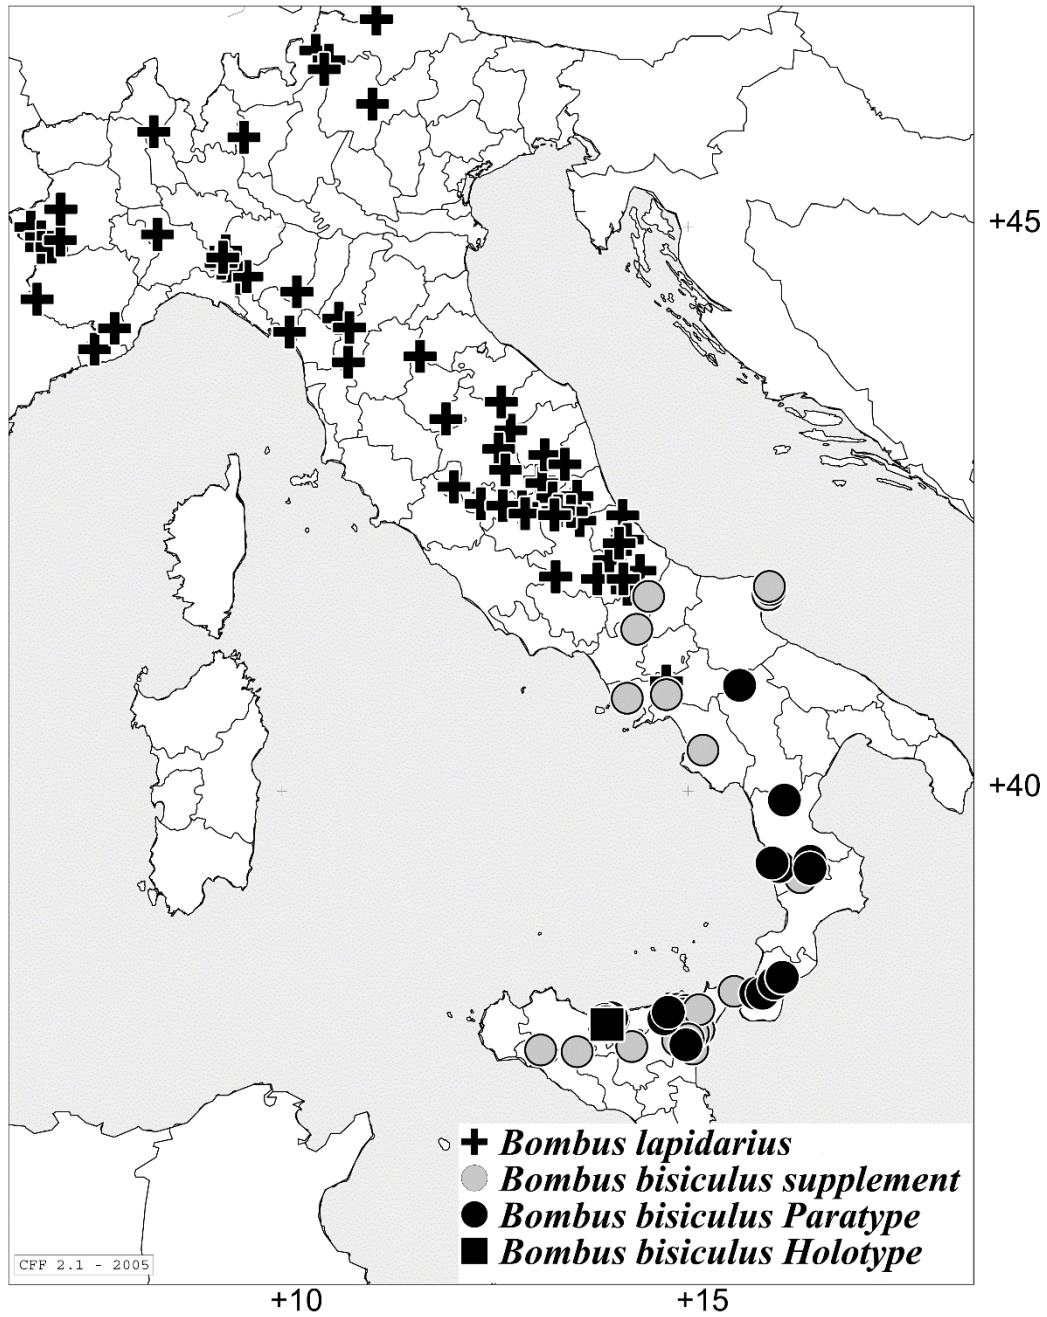 +45
+40
Bombus lapidarius
Bombus bisiculus supplement
Bombus bisiculus Paratype
Bombus bisiculus Holotype
CFF 2.1 - 2005
+10
+15